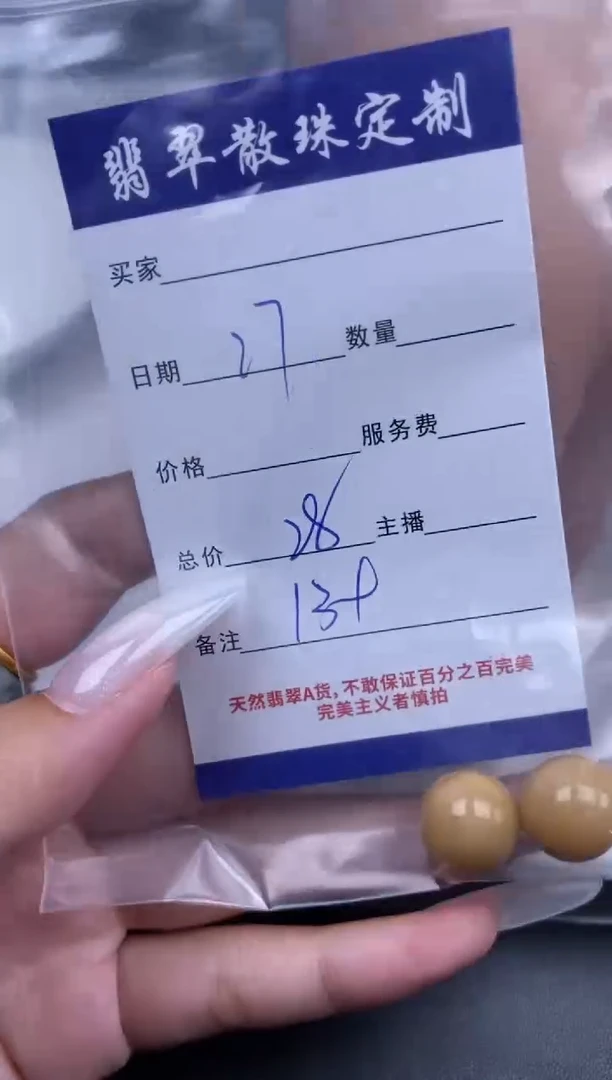 翡翠散珠定制
买家
日期 27 数量
价格 服务费
总价 28 主播
备注 134
天然翡翠A货,不敢保证百分之百完美
完美主义者慎拍